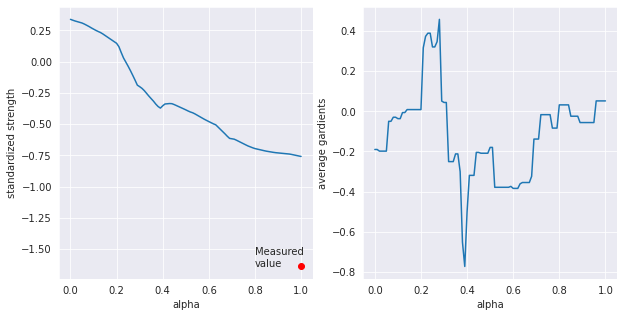 standardized strength
0.25
0.00
−0.25
−0.50
−0.75
−1.00
−1.25
−1.50
Measured
value
0.0 0.2 0.4 0.6 0.8 1.0
alpha
average gardients
0.4
0.2
0.0
−0.2
−0.4
−0.6
−0.8
0.0 0.2 0.4 0.6 0.8 1.0
alpha